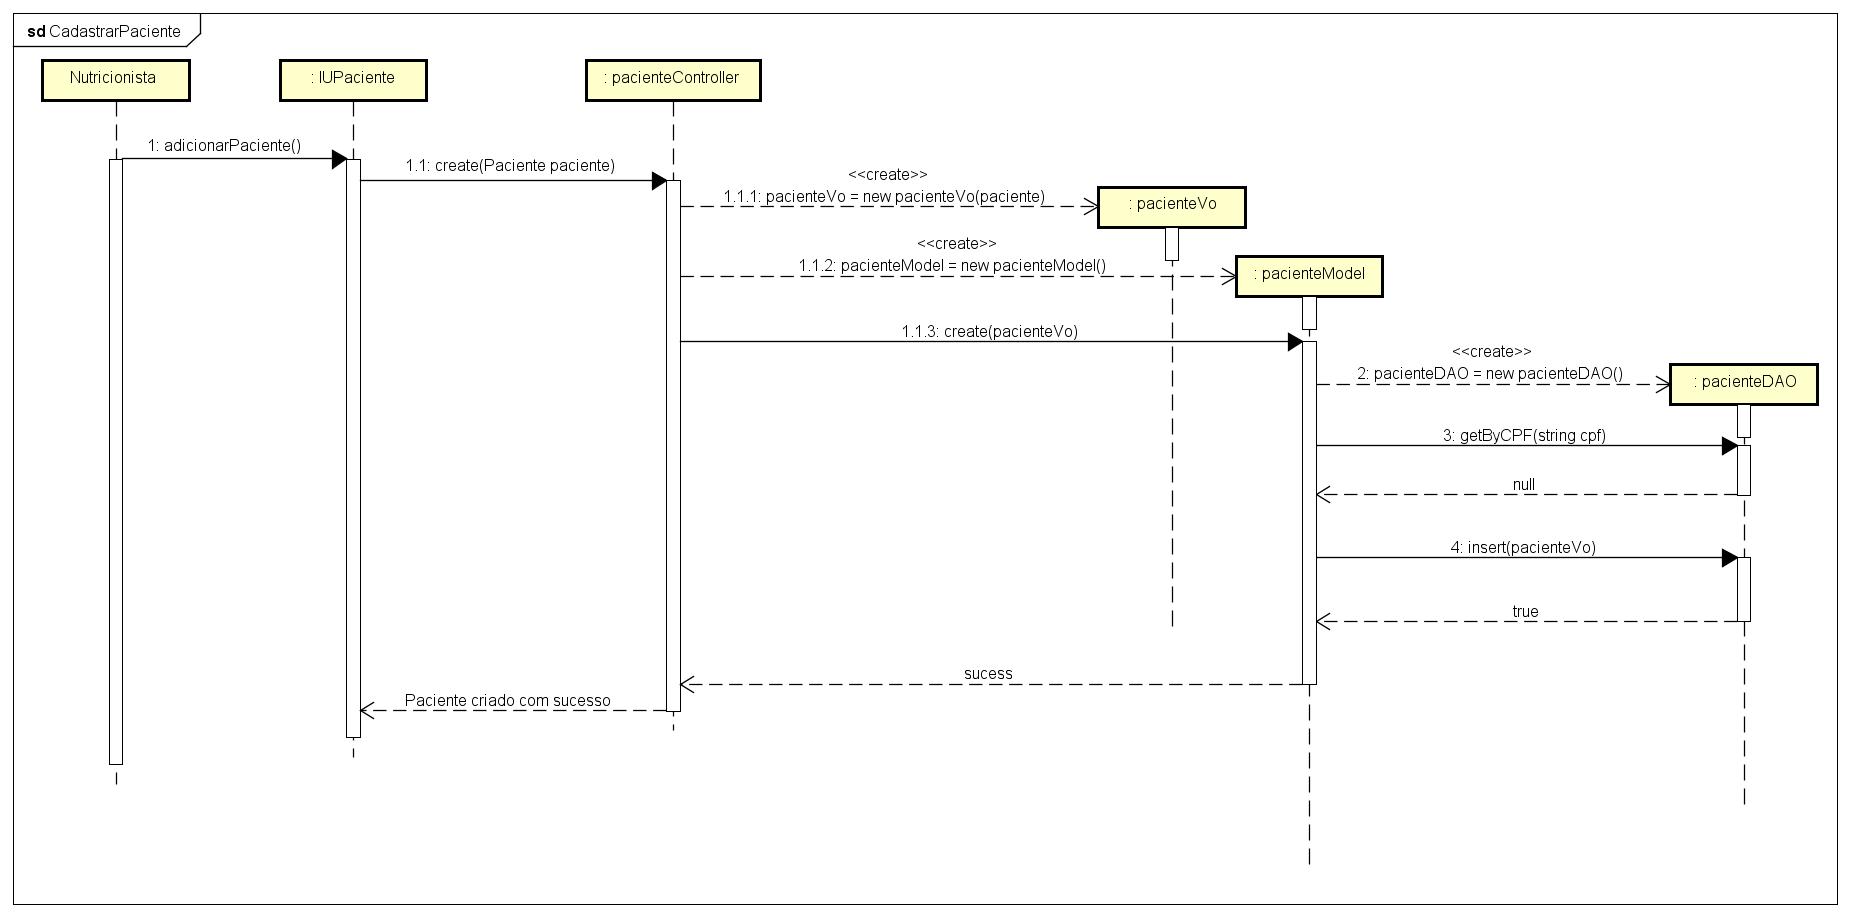 sd CadastrarPaciente
Nutricionista
: IUPaciente
: pacienteController
1: adicionarPaciente()
1.1: create(Paciente paciente)
<<create>>
1.1.1: pacienteVo = new pacienteVo(paciente)
: pacienteVo
<<create>>
1.1.2: pacienteModel = new pacienteModel()
: pacienteModel
1.1.3: create(pacienteVo)
<<create>>
2: pacienteDAO = new pacienteDAO()
: pacienteDAO
3: getByCPF(string cpf)
null
4: insert(pacienteVo)
true
sucess
Paciente criado com sucesso